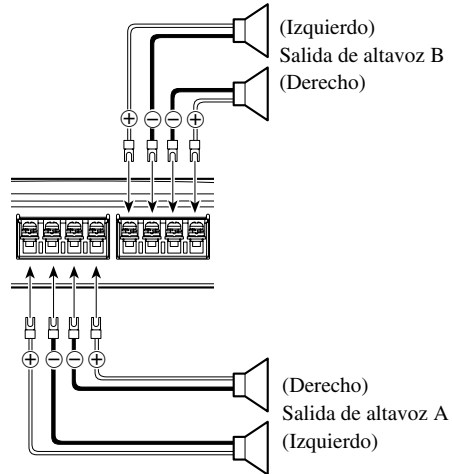 (Izquierdo)
Salida de altavoz B
(Derecho)
+ − − +
+ − − +
(Derecho)
Salida de altavoz A
(Izquierdo)